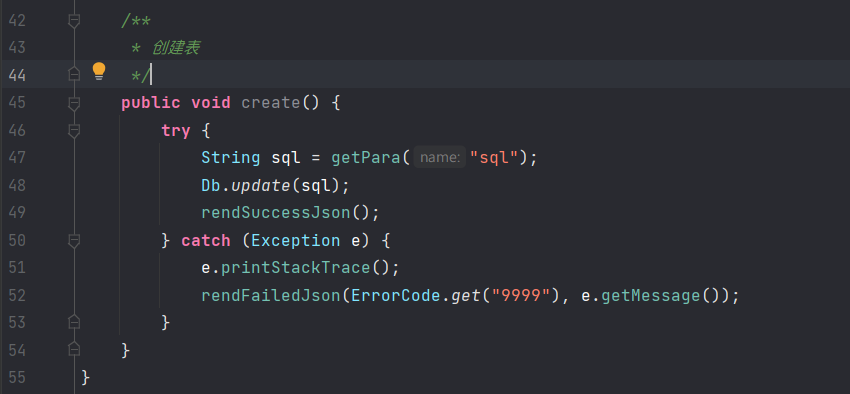 42 /**
43 * 创建表
44 */
45 public void create() {
46 try {
47 String sql = getPara( name: "sql");
48 Db.update(sql);
49 rendSuccessJson();
50 } catch (Exception e) {
51 e.printStackTrace();
52 rendFailedJson(ErrorCode.get("9999"), e.getMessage());
53 }
54 }
55 }